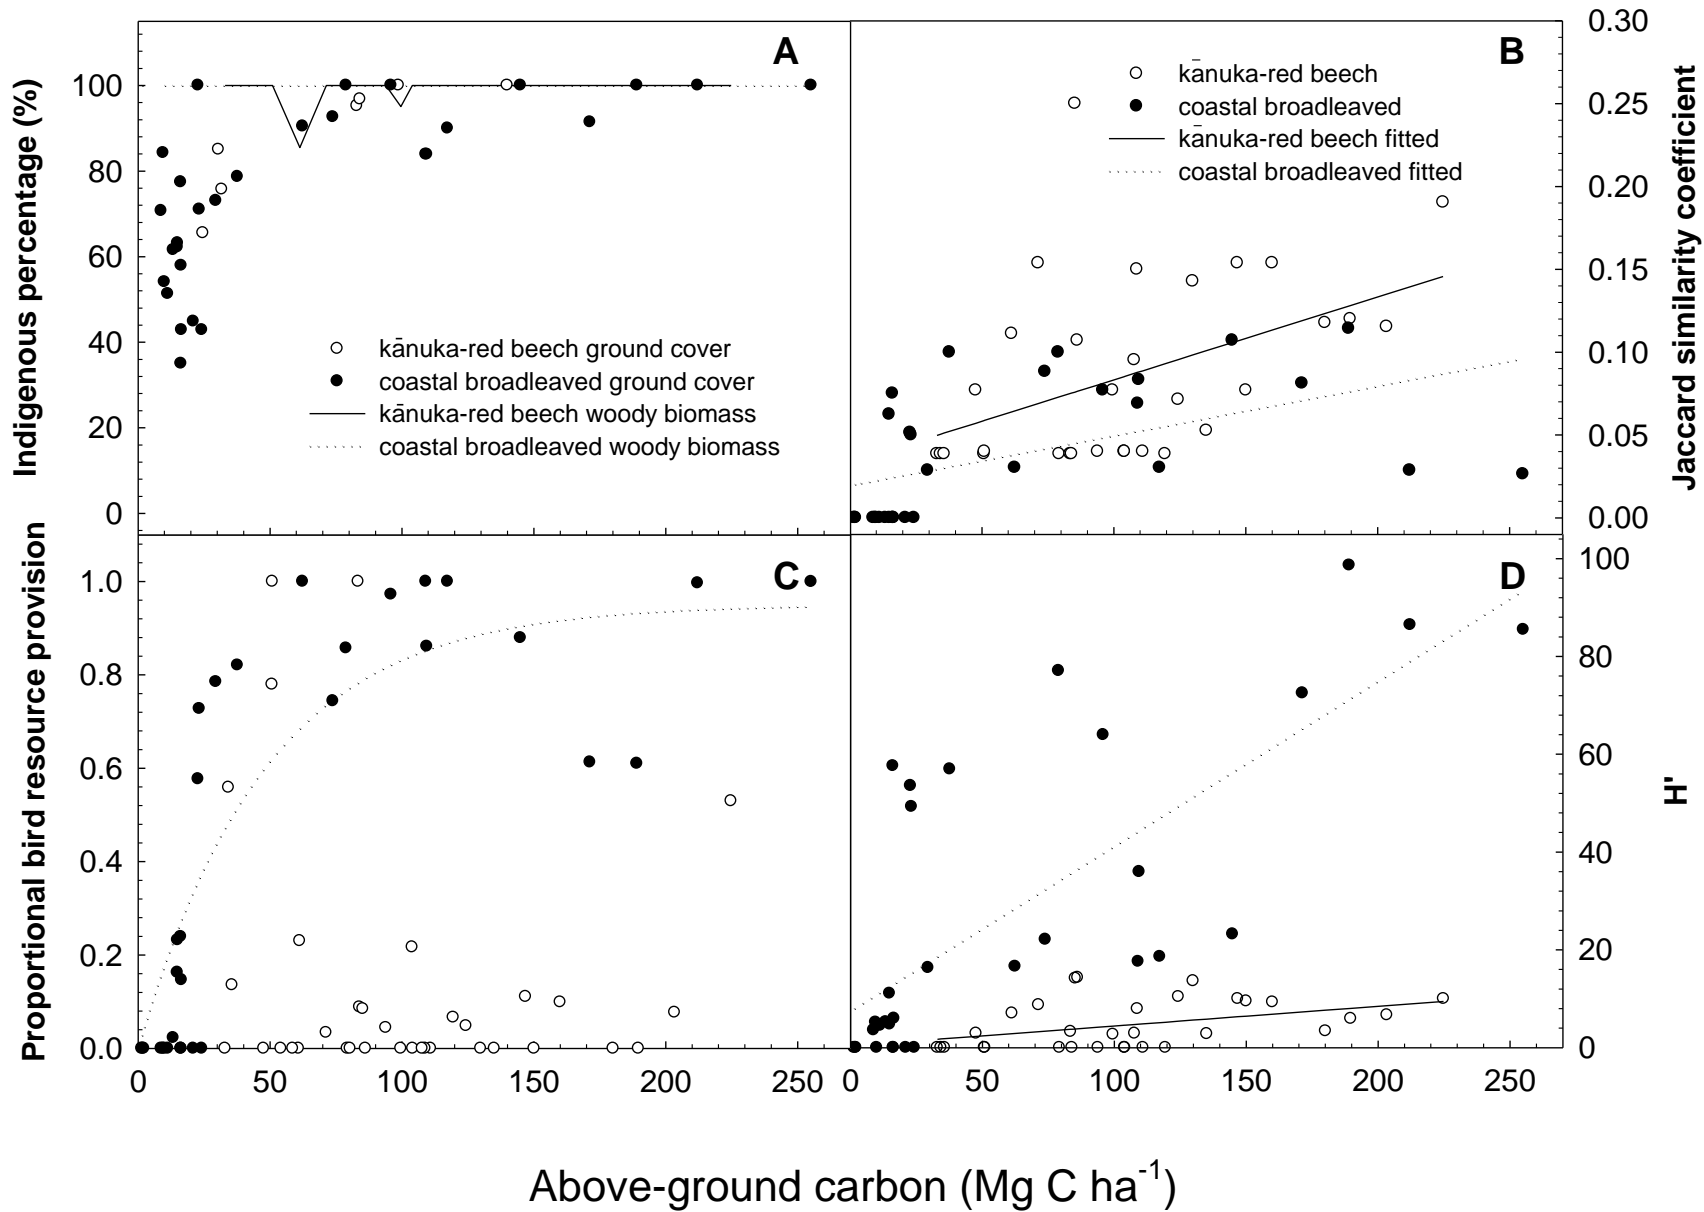 A
Indigenous percentage (%)
100
80
60
40
20
0
kānuka-red beech ground cover
coastal broadleaved ground cover
kānuka-red beech woody biomass
coastal broadleaved woody biomass
B
kānuka-red beech
coastal broadleaved
kānuka-red beech fitted
coastal broadleaved fitted
0.30
0.25
0.20
0.15
0.10
0.05
0.00
Jaccard similarity coefficient
C
Proportional bird resource provision
1.0
0.8
0.6
0.4
0.2
0.0
0 50 100 150 200 250
D
100
80
60
40
20
0
H'
0 50 100 150 200 250
Above-ground carbon (Mg C ha⁻¹)